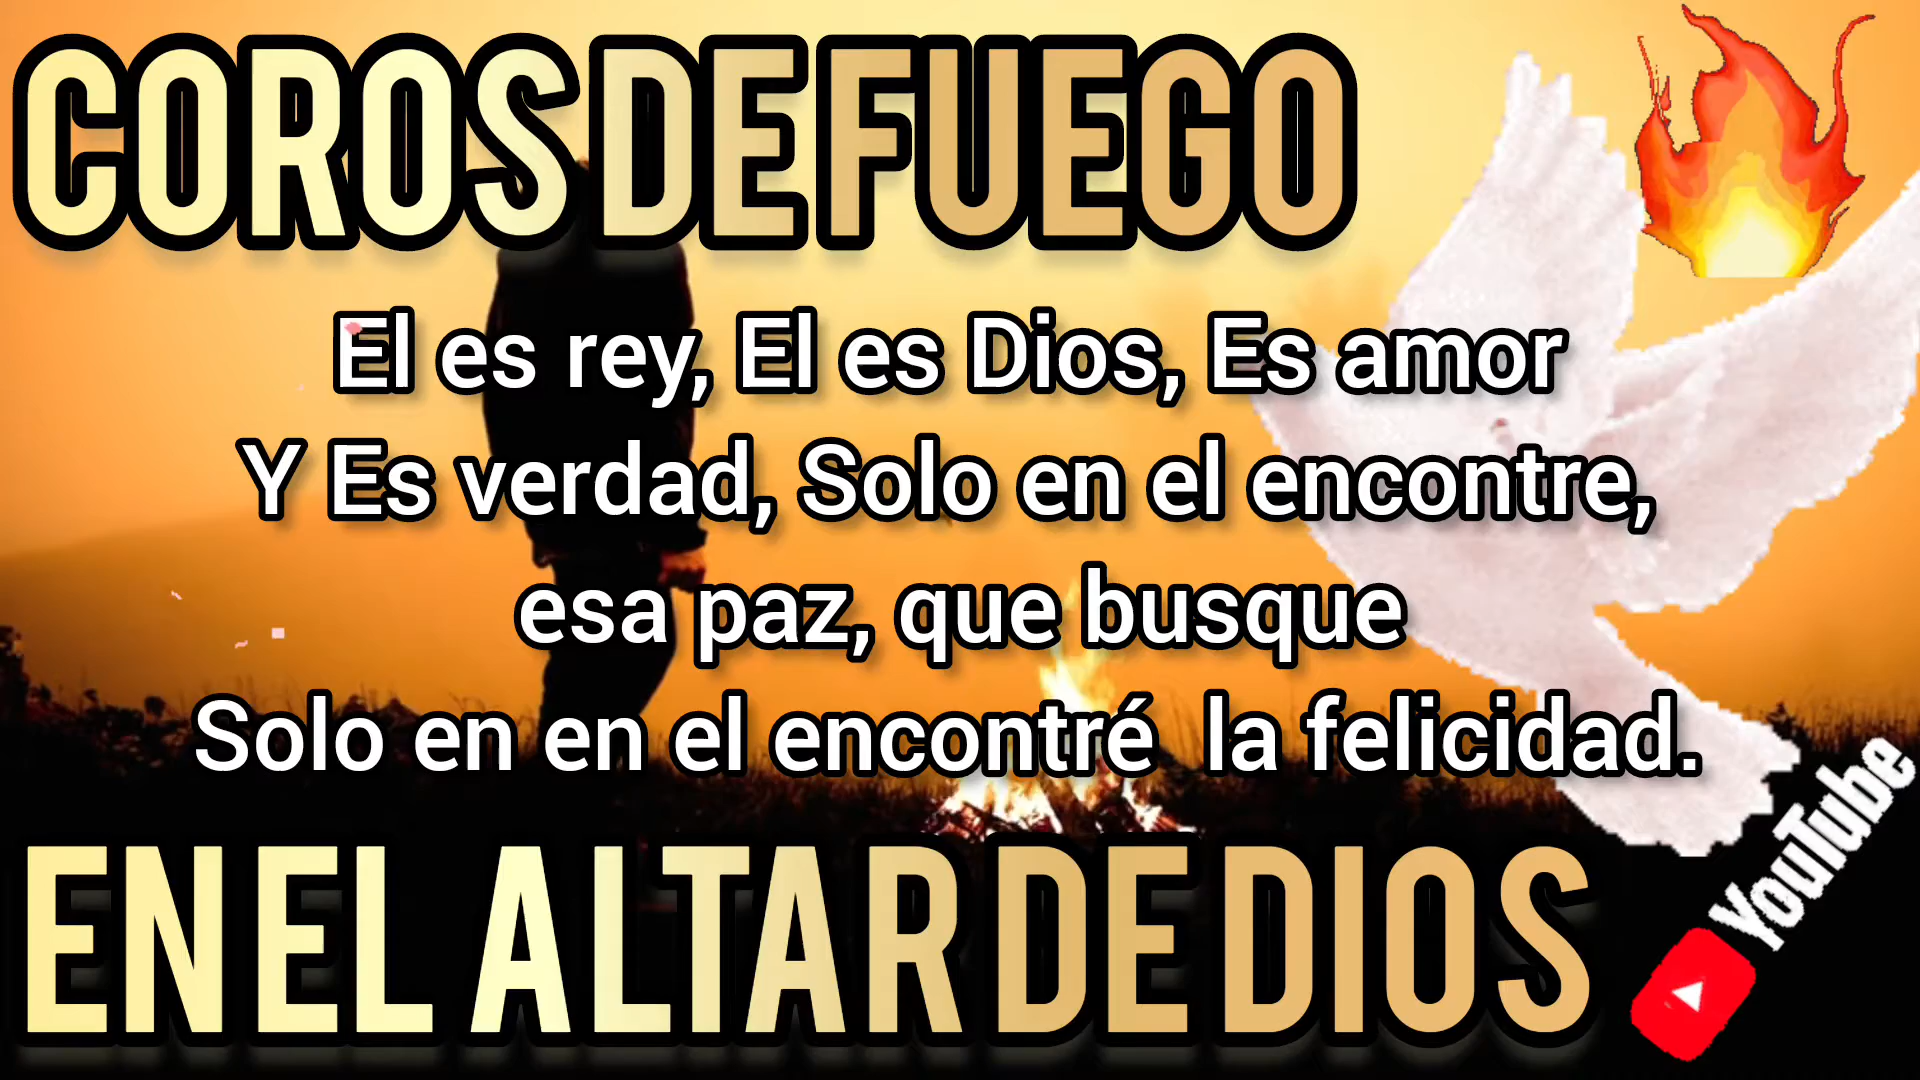 COROS DE FUEGO
El es rey, El es Dios, Es amor
Y Es verdad, Solo en el encontre,
esa paz, que busque
Solo en en el encontré  la felicidad.
EN EL ALTAR DE DIOS
YouTube